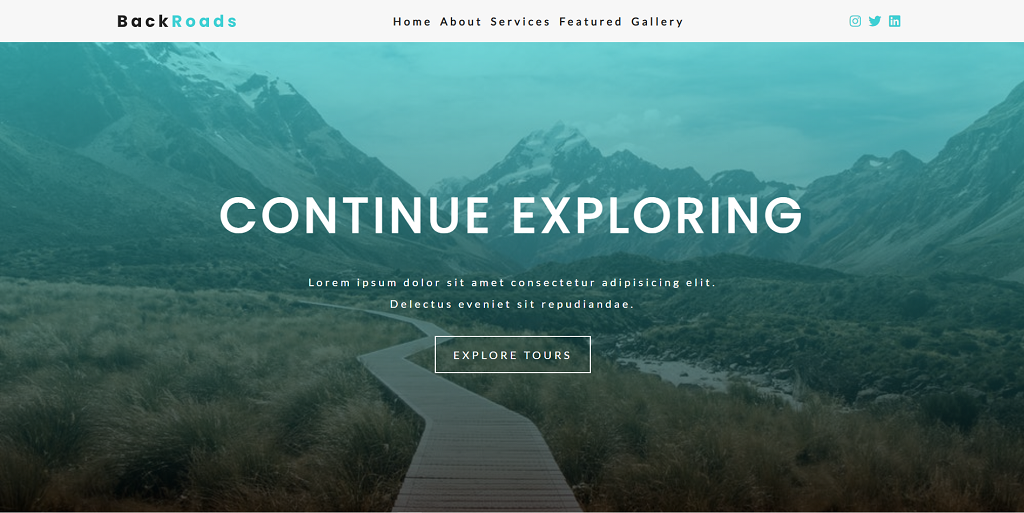 BackRoads
Home About Services Featured Gallery
CONTINUE EXPLORING
Lorem ipsum dolor sit amet consectetur adipisicing elit.
Delectus eveniet sit repudiandae.
EXPLORE TOURS